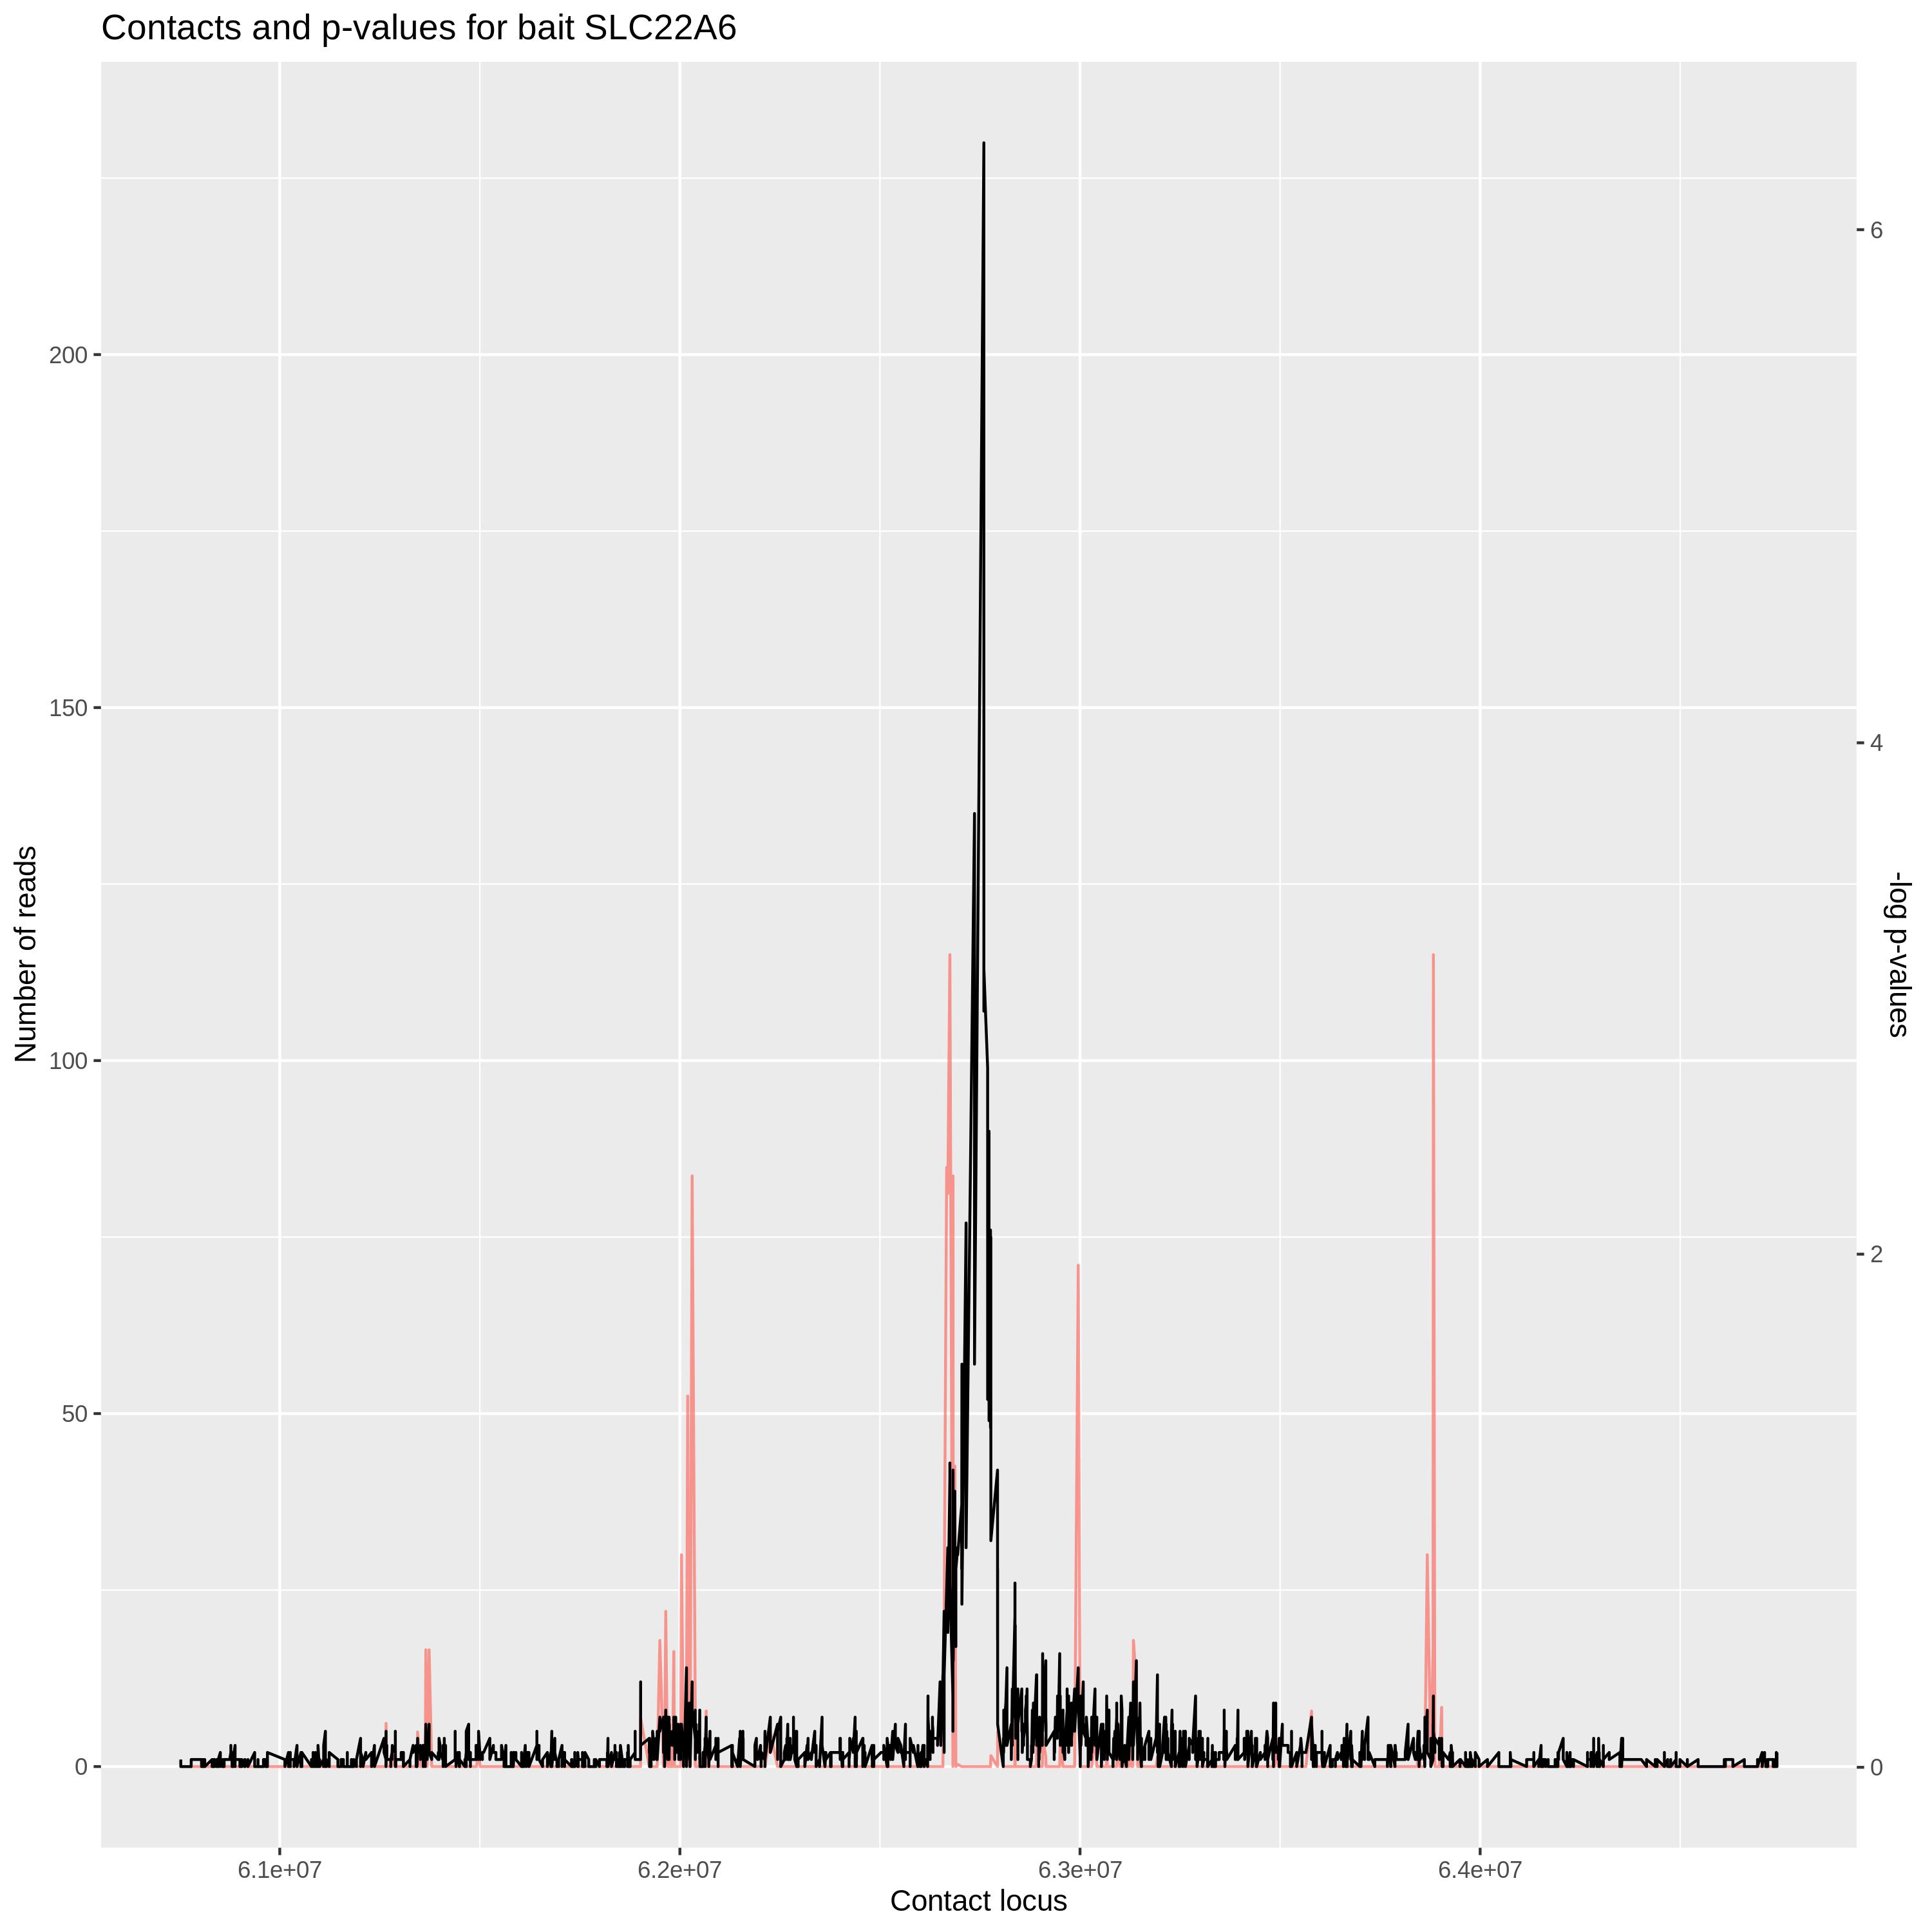 Contacts and p-values for bait SLC22A6
Number of reads
200
150
100
50
0
6
4
2
0
-log p-values
6.1e+07 6.2e+07 6.3e+07 6.4e+07
Contact locus